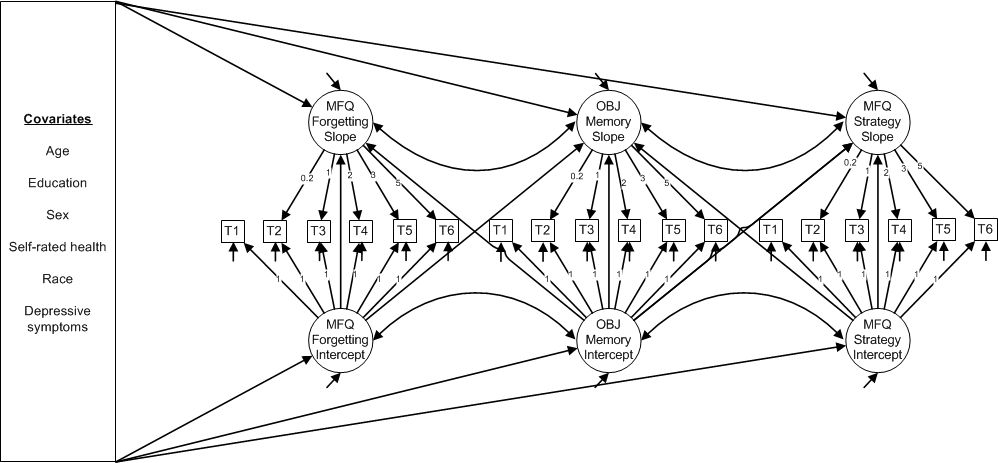 Covariates
Age
Education
Sex
Self-rated health
Race
Depressive
symptoms
MFQ
Forgetting
Slope
OBJ
Memory
Slope
MFQ
Strategy
Slope
0.2 1 2 3 5
0.2 1 2 3 5
0.2 1 2 3 5
T1 T2 T3 T4 T5 T6
T1 T2 T3 T4 T5 T6
T1 T2 T3 T4 T5 T6
1 1 1 1 1 1
1 1 1 1 1 1
1 1 1 1 1 1
MFQ
Forgetting
Intercept
OBJ
Memory
Intercept
MFQ
Strategy
Intercept